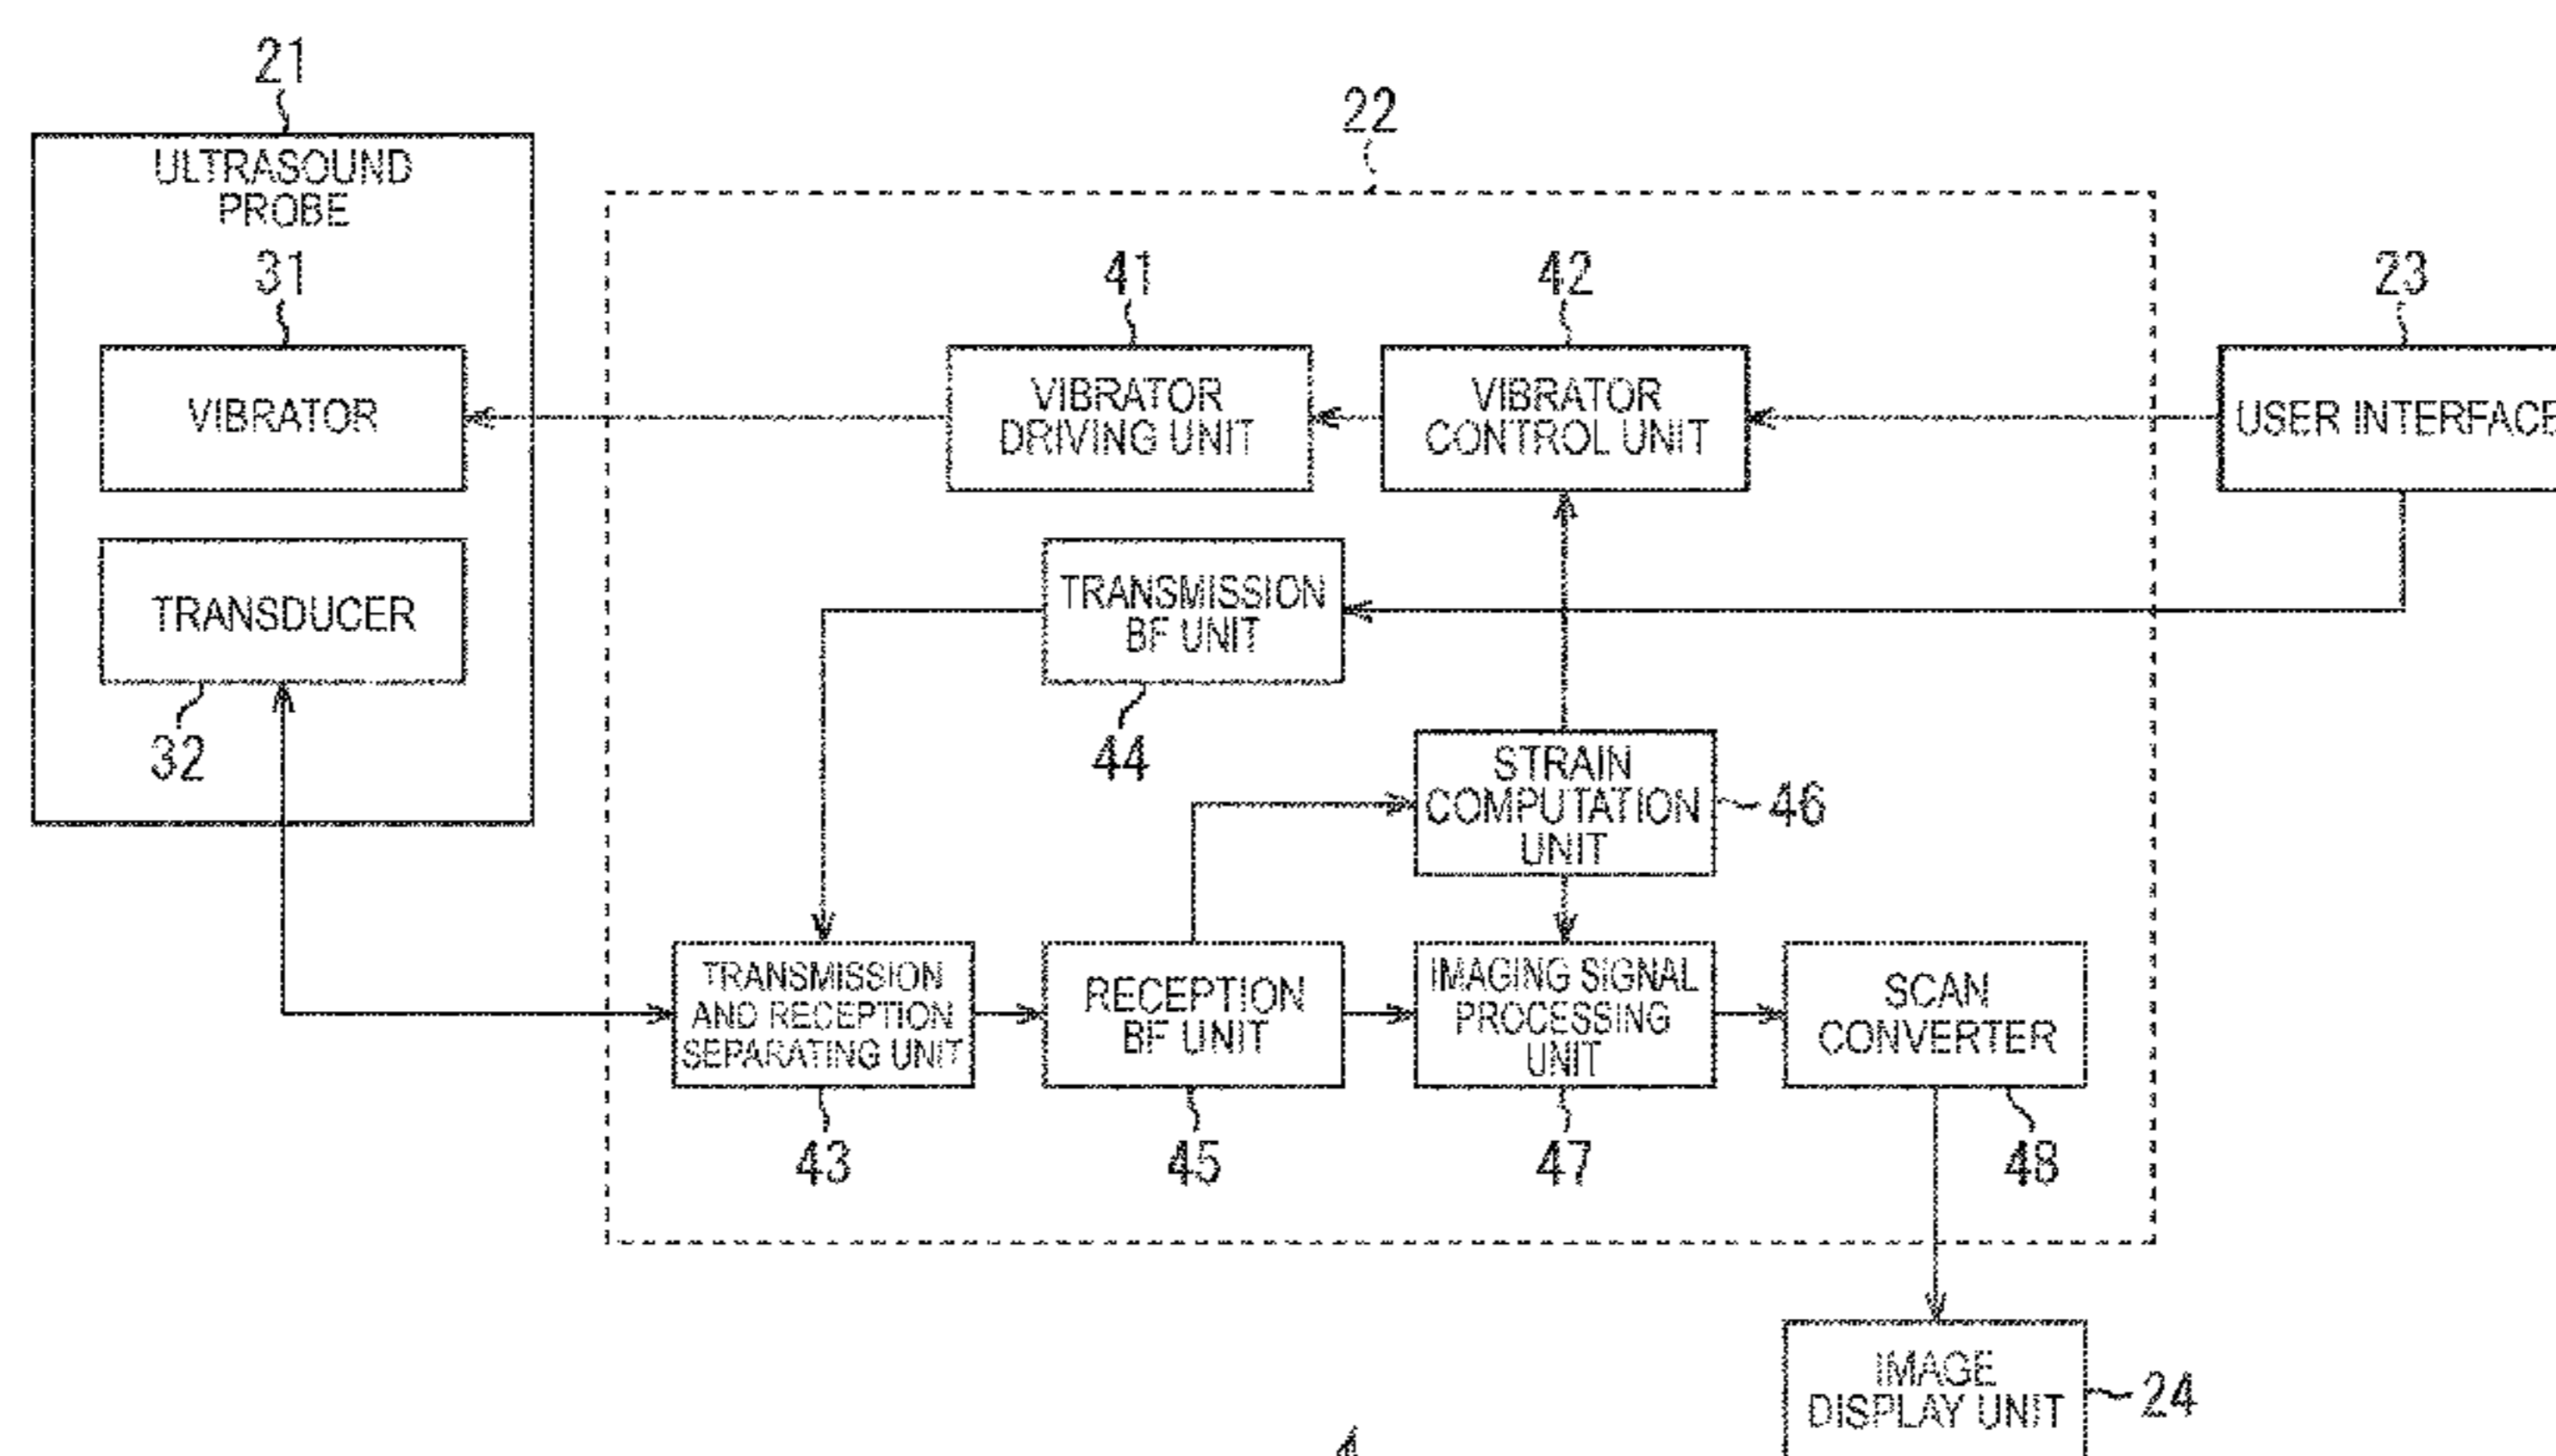 21
ULTRASOUND
PROBE
22
31
41
42
23
VIBRATOR
VIBRATOR
DRIVING UNIT
VIBRATOR
CONTROL UNIT
USER INTERFACE
TRANSDUCER
TRANSMISSION
BF UNIT
32
44
STRAIN
COMPUTATION
UNIT
46
TRANSMISSION
AND RECEPTION
SEPARATING UNIT
RECEPTION
BF UNIT
IMAGING SIGNAL
PROCESSING
UNIT
SCAN
CONVERTER
43
45
47
48
IMAGE
DISPLAY UNIT
24